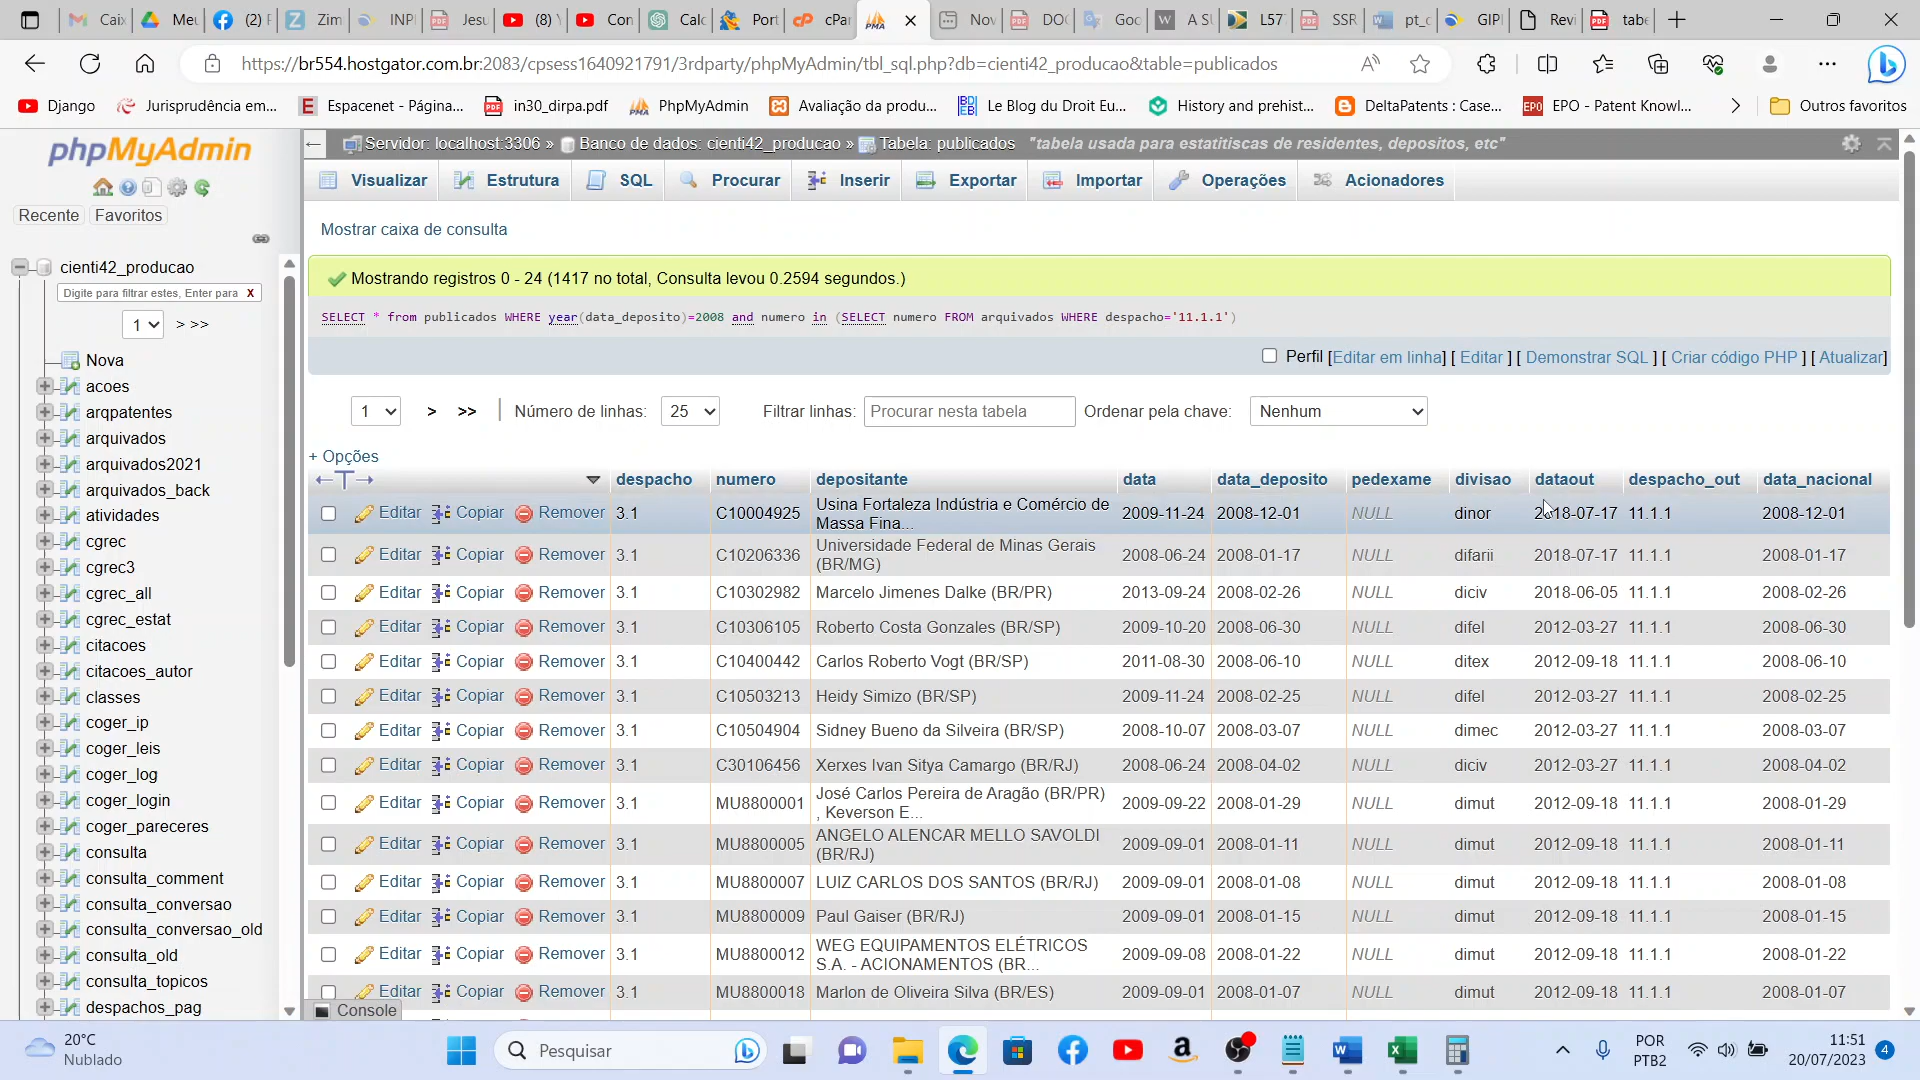 Caix
Meu
(2) F
Zim
INPI
Jesu
(8) Y
Con
Calc
Port
cPan
Nov
DOC
Goo
A SU
L57
SSR
pt_c
GIPI
Revi
tabe
https://br554.hostgator.com.br:2083/cpsess1640921791/3rdparty/phpMyAdmin/tbl_sql.php?db=cienti42_producao&table=publicados
Django
Jurisprudência em...
Espacenet - Página...
in30_dirpa.pdf
PhpMyAdmin
Avaliação da produ...
Le Blog du Droit Eu...
History and prehist...
DeltaPatents : Case...
EPO - Patent Knowl...
Outros favoritos
phpMyAdmin
Recente Favoritos
cienti42_producao
Digite para filtrar estes, Enter para X
1 > >>
Nova
acoes
arqpatentes
arquivados
arquivados2021
arquivados_back
atividades
cgrec
cgrec3
cgrec_all
cgrec_estat
citacoes
citacoes_autor
classes
coger_ip
coger_leis
coger_log
coger_login
coger_pareceres
consulta
consulta_comment
consulta_conversao
consulta_conversao_old
consulta_old
consulta_topicos
despachos_pag
Servidor: localhost:3306 » Banco de dados: cienti42_producao » Tabela: publicados "tabela usada para estatitiscas de residentes, depositos, etc"
Visualizar Estrutura SQL Procurar Inserir Exportar Importar Operações Acionadores
Mostrar caixa de consulta
Mostrando registros 0 - 24 (1417 no total, Consulta levou 0.2594 segundos.)
SELECT * from publicados WHERE year(data_deposito)=2008 and numero in (SELECT numero FROM arquivados WHERE despacho='11.1.1')
Perfil [Editar em linha] [ Editar ] [ Demonstrar SQL ] [ Criar código PHP ] [ Atualizar]
1 > >> Número de linhas: 25 Filtrar linhas: Procurar nesta tabela Ordenar pela chave: Nenhum
+ Opções
←T→ despacho numero depositante data data_deposito pedexame divisao dataout despacho_out data_nacional
Editar Copiar Remover 3.1 C10004925 Usina Fortaleza Indústria e Comércio de Massa Fina... 2009-11-24 2008-12-01 NULL dinor 2018-07-17 11.1.1 2008-12-01
Editar Copiar Remover 3.1 C10206336 Universidade Federal de Minas Gerais (BR/MG) 2008-06-24 2008-01-17 NULL difarii 2018-07-17 11.1.1 2008-01-17
Editar Copiar Remover 3.1 C10302982 Marcelo Jimenes Dalke (BR/PR) 2013-09-24 2008-02-26 NULL diciv 2018-06-05 11.1.1 2008-02-26
Editar Copiar Remover 3.1 C10306105 Roberto Costa Gonzales (BR/SP) 2009-10-20 2008-06-30 NULL difel 2012-03-27 11.1.1 2008-06-30
Editar Copiar Remover 3.1 C10400442 Carlos Roberto Vogt (BR/SP) 2011-08-30 2008-06-10 NULL ditex 2012-09-18 11.1.1 2008-06-10
Editar Copiar Remover 3.1 C10503213 Heidy Simizo (BR/SP) 2009-11-24 2008-02-25 NULL difel 2012-03-27 11.1.1 2008-02-25
Editar Copiar Remover 3.1 C10504904 Sidney Bueno da Silveira (BR/SP) 2008-10-07 2008-03-07 NULL dimec 2012-03-27 11.1.1 2008-03-07
Editar Copiar Remover 3.1 C30106456 Xerxes Ivan Sitya Camargo (BR/RJ) 2008-06-24 2008-04-02 NULL diciv 2012-03-27 11.1.1 2008-04-02
Editar Copiar Remover 3.1 MU8800001 José Carlos Pereira de Aragão (BR/PR) , Keverson E... 2009-09-22 2008-01-29 NULL dimut 2012-09-18 11.1.1 2008-01-29
Editar Copiar Remover 3.1 MU8800005 ANGELO ALENCAR MELLO SAVOLDI (BR/RJ) 2009-09-01 2008-01-11 NULL dimut 2012-09-18 11.1.1 2008-01-11
Editar Copiar Remover 3.1 MU8800007 LUIZ CARLOS DOS SANTOS (BR/RJ) 2009-09-01 2008-01-08 NULL dimut 2012-09-18 11.1.1 2008-01-08
Editar Copiar Remover 3.1 MU8800009 Paul Gaiser (BR/RJ) 2009-09-01 2008-01-15 NULL dimut 2012-09-18 11.1.1 2008-01-15
Editar Copiar Remover 3.1 MU8800012 WEG EQUIPAMENTOS ELÉTRICOS S.A. - ACIONAMENTOS (BR... 2009-09-08 2008-01-22 NULL dimut 2012-09-18 11.1.1 2008-01-22
Editar Copiar Remover 3.1 MU8800018 Marlon de Oliveira Silva (BR/ES) 2009-09-01 2008-01-07 NULL dimut 2012-09-18 11.1.1 2008-01-07
Console
20°C
Nublado
Pesquisar
POR
PTB2
11:51
20/07/2023
4